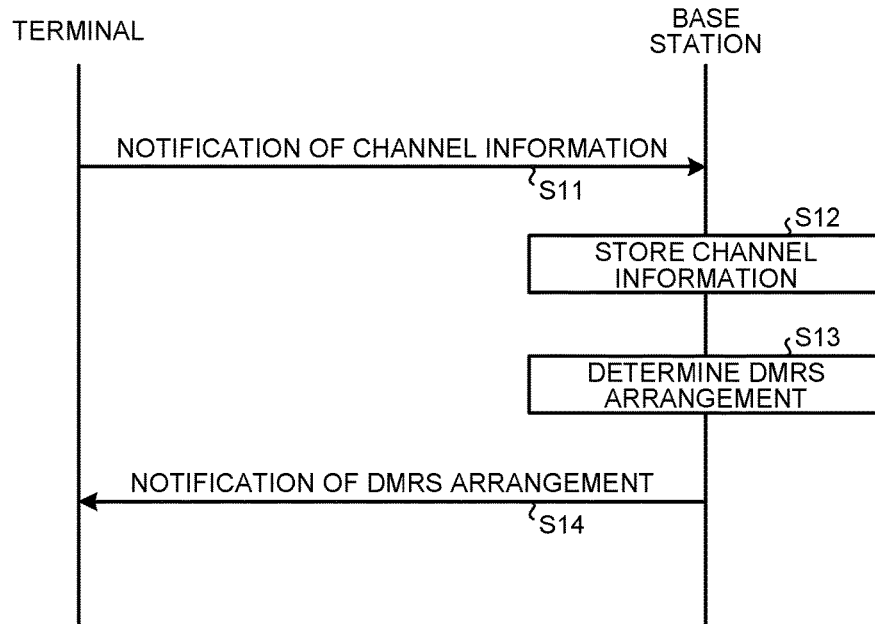 TERMINAL
BASE
STATION
NOTIFICATION OF CHANNEL INFORMATION
S11
S12
STORE CHANNEL
INFORMATION
S13
DETERMINE DMRS
ARRANGEMENT
NOTIFICATION OF DMRS ARRANGEMENT
S14